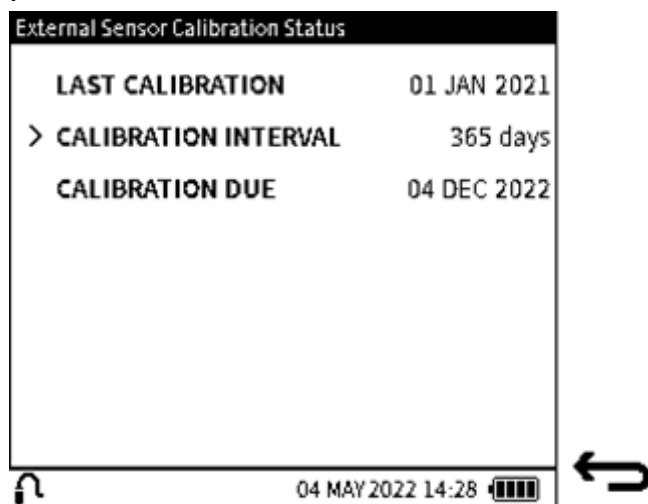 External Sensor Calibration Status
LAST CALIBRATION 01 JAN 2021
> CALIBRATION INTERVAL 365 days
CALIBRATION DUE 04 DEC 2022
04 MAY 2022 14:28